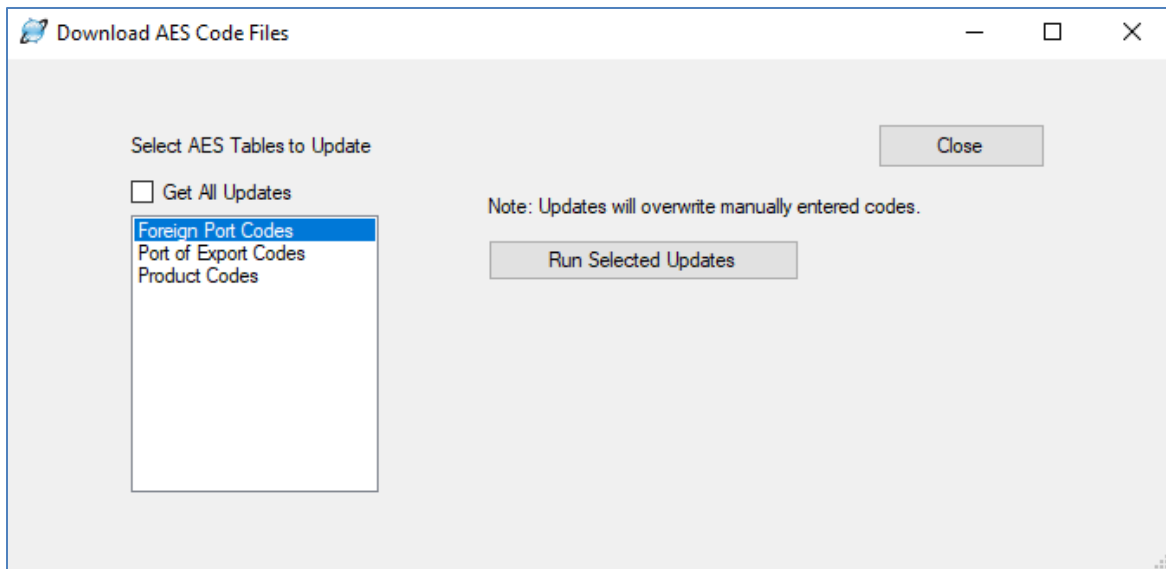 Download AES Code Files
Select AES Tables to Update
Close
Get All Updates
Note: Updates will overwrite manually entered codes.
Foreign Port Codes
Port of Export Codes
Product Codes
Run Selected Updates